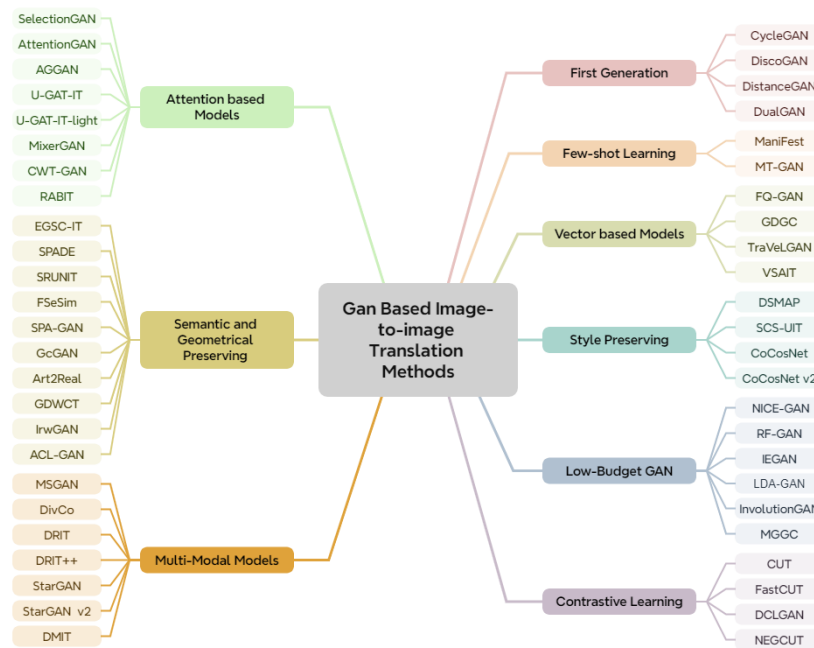 SelectionGAN
AttentionGAN
AGGAN
U-GAT-IT
U-GAT-IT-light
MixerGAN
CWT-GAN
RABIT
Attention based
Models
EGSC-IT
SPADE
SRUNIT
FSeSim
SPA-GAN
GcGAN
Art2Real
GDWCT
IrwGAN
ACL-GAN
Semantic and
Geometrical
Preserving
MSGAN
DivCo
DRIT
DRIT++
StarGAN
StarGAN v2
DMIT
Multi-Modal Models
Gan Based Image-
to-image
Translation
Methods
First Generation
CycleGAN
DiscoGAN
DistanceGAN
DualGAN
Few-shot Learning
ManiFest
MT-GAN
Vector based Models
FQ-GAN
GDGC
TraVeLGAN
VSAIT
Style Preserving
DSMAP
SCS-UIT
CoCosNet
CoCosNet v2
Low-Budget GAN
NICE-GAN
RF-GAN
IEGAN
LDA-GAN
InvolutionGAN
MGGC
Contrastive Learning
CUT
FastCUT
DCLGAN
NEGCUT